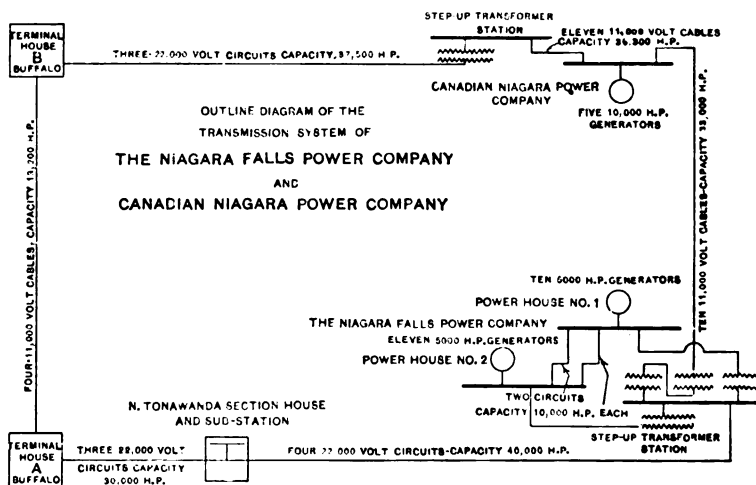 TERMINAL
HOUSE
B
BUFFALO
THREE-22,000 VOLT CIRCUITS CAPACITY, 37,500 H.P.
STEP-UP TRANSFORMER
STATION
ELEVEN 11,000 VOLT CABLES
CAPACITY 36,300 H.P.
CANADIAN NIAGARA POWER
COMPANY
FIVE 10,000 H.P.
GENERATORS
OUTLINE DIAGRAM OF THE
TRANSMISSION SYSTEM OF
THE NIAGARA FALLS POWER COMPANY
AND
CANADIAN NIAGARA POWER COMPANY
FOUR-11,000 VOLT CABLES, CAPACITY 13,200 H.P.
TEN 11,000 VOLT CABLES-CAPACITY 33,000 H.P.
TEN 5000 H.P. GENERATORS
POWER HOUSE NO. 1
THE NIAGARA FALLS POWER COMPANY
ELEVEN 5000 H.P. GENERATORS
POWER HOUSE NO. 2
TWO CIRCUITS
CAPACITY 10,000 H.P. EACH
STEP-UP TRANSFORMER
STATION
N. TONAWANDA SECTION HOUSE
AND SUB-STATION
TERMINAL
HOUSE
A
BUFFALO
THREE 22,000 VOLT
CIRCUITS CAPACITY
30,000 H.P.
FOUR 22,000 VOLT CIRCUITS-CAPACITY 40,000 H.P.